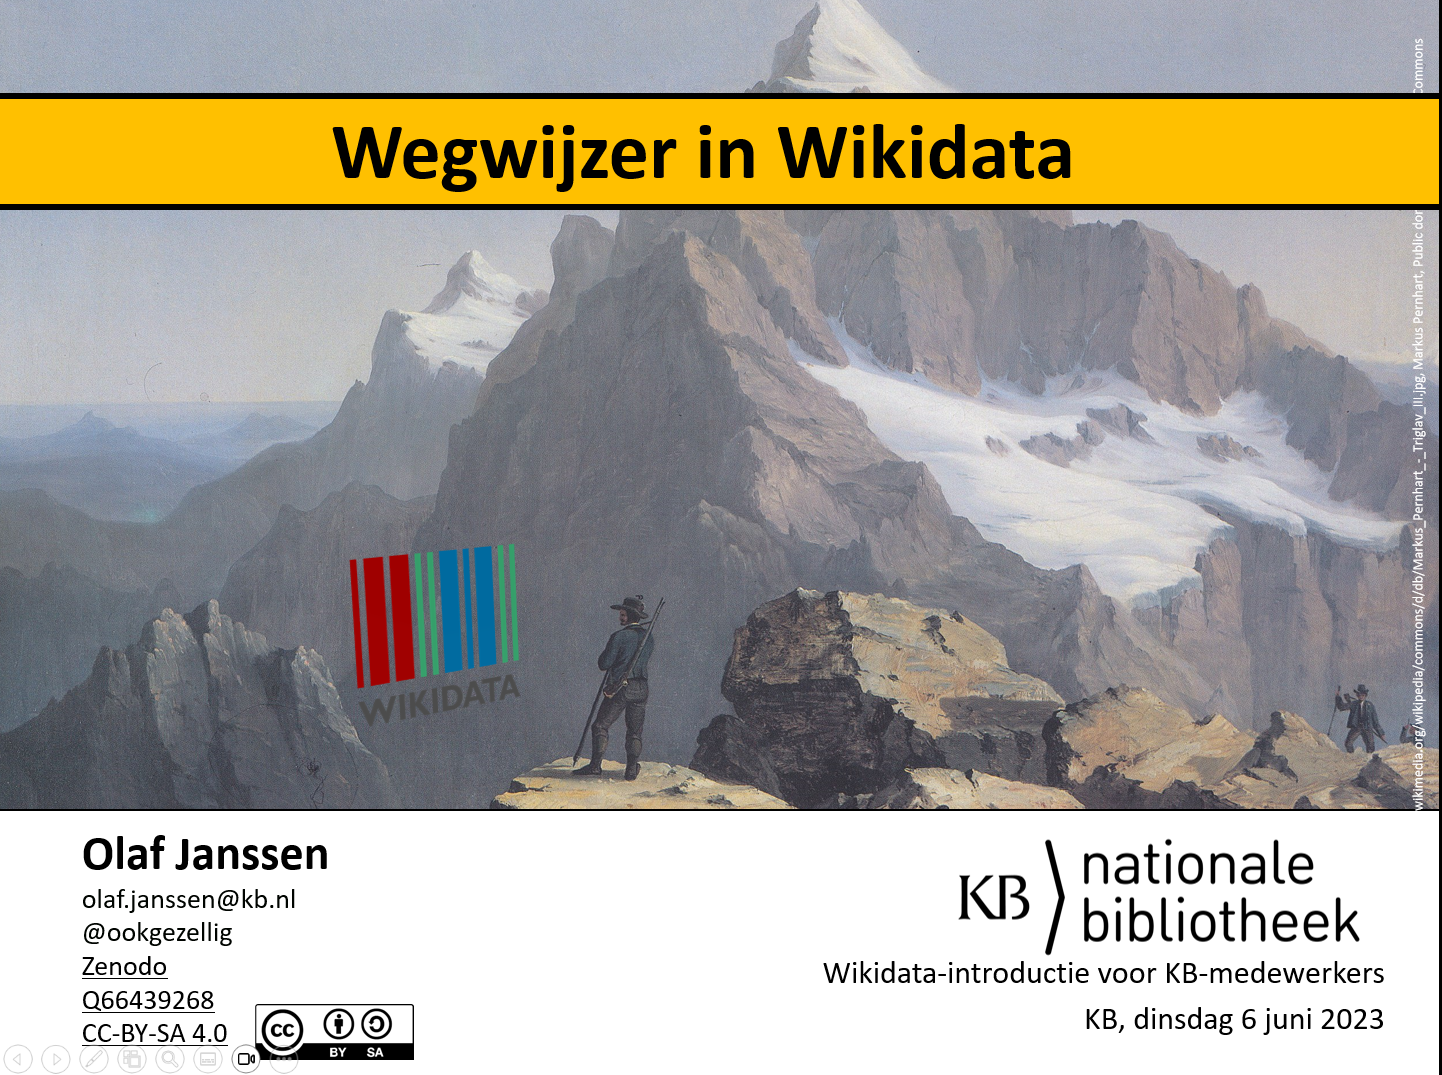 Wegwijzer in Wikidata
wikimedia.org/wikipedia/commons/d/db/Markus_Pernhart_-_Triglav_III.jpg, Markus Pernhart, Public
Commons
WIKIDATA
Olaf Janssen
olaf.janssen@kb.nl
@ookgezellig
Zenodo
Q66439268
CC-BY-SA 4.0
cc
BY SA
KB nationale
bibliotheek
Wikidata-introductie voor KB-medewerkers
KB, dinsdag 6 juni 2023